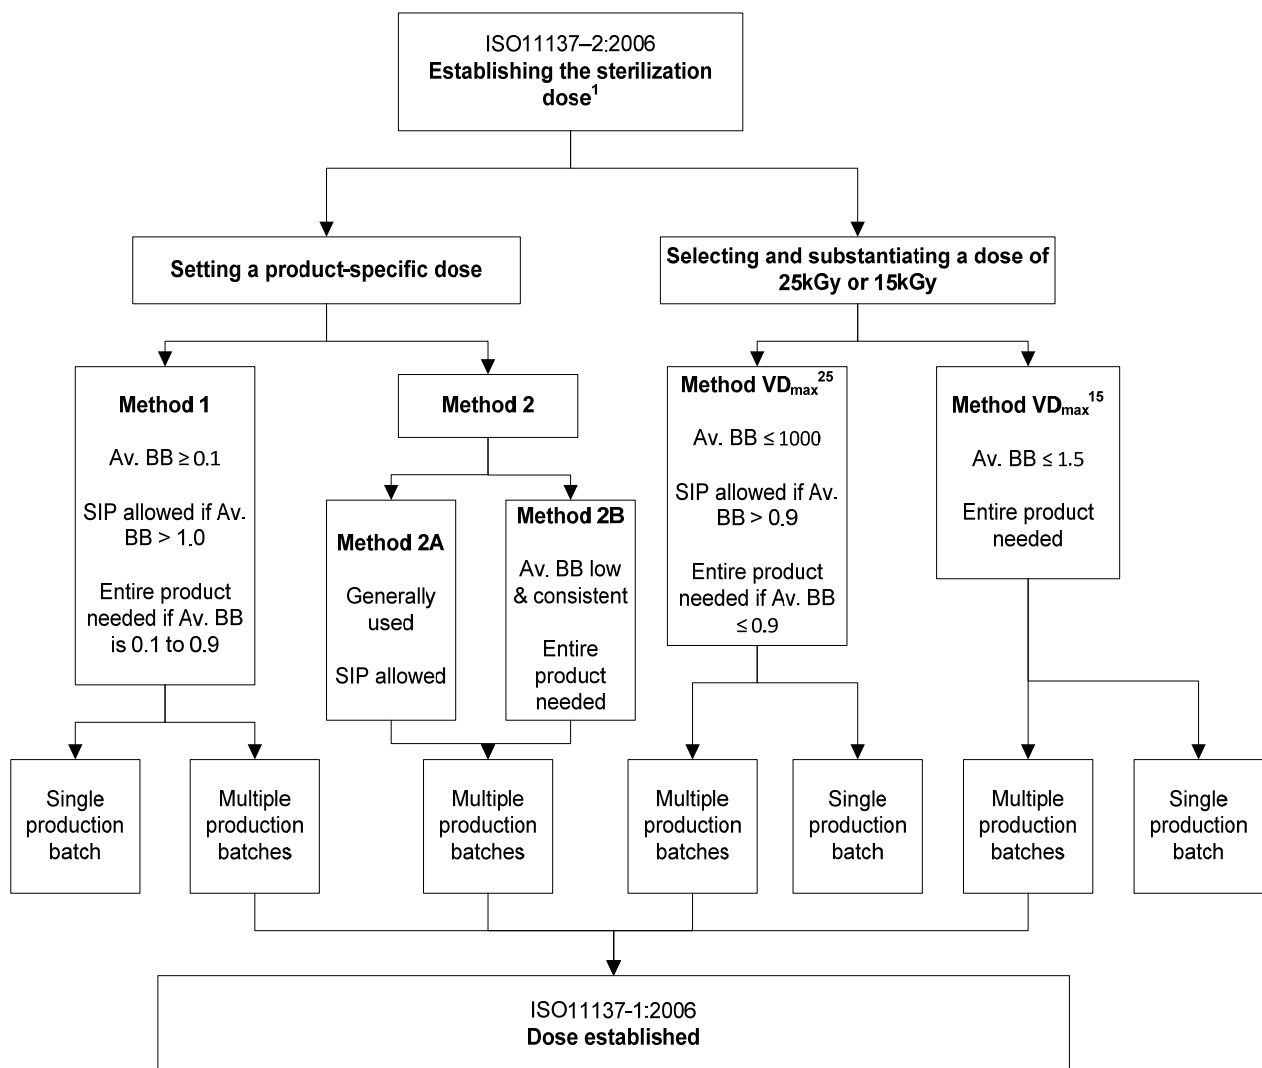 ISO11137–2:2006
Establishing the sterilization
dose1
Setting a product-specific dose
Selecting and substantiating a dose of
25kGy or 15kGy
Method 1
Av. BB ≥ 0.1
SIP allowed if Av.
BB > 1.0
Entire product
needed if Av. BB
is 0.1 to 0.9
Method 2
Method 2A
Generally
used
SIP allowed
Method 2B
Av. BB low
& consistent
Entire
product
needed
Method VDmax25
Av. BB ≤ 1000
SIP allowed if Av.
BB > 0.9
Entire product
needed if Av. BB
≤ 0.9
Method VDmax15
Av. BB ≤ 1.5
Entire product
needed
Single
production
batch
Multiple
production
batches
Multiple
production
batches
Multiple
production
batches
Single
production
batch
Multiple
production
batches
Single
production
batch
ISO11137-1:2006
Dose established